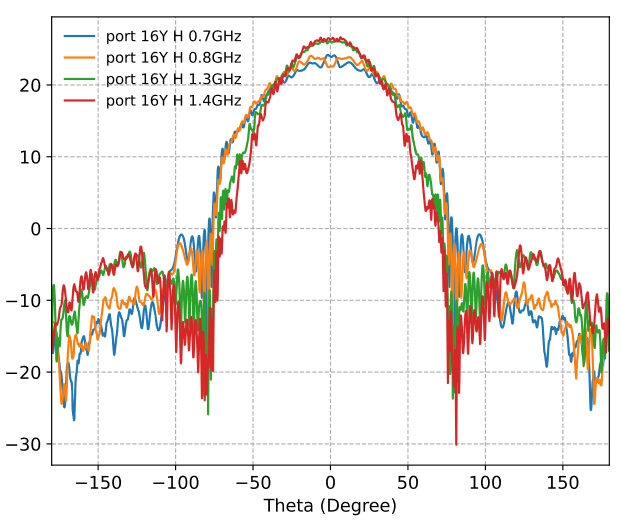 port 16Y H 0.7GHz
port 16Y H 0.8GHz
port 16Y H 1.3GHz
port 16Y H 1.4GHz
20
10
0
−10
−20
−30
−150 −100 −50 0 50 100 150
Theta (Degree)